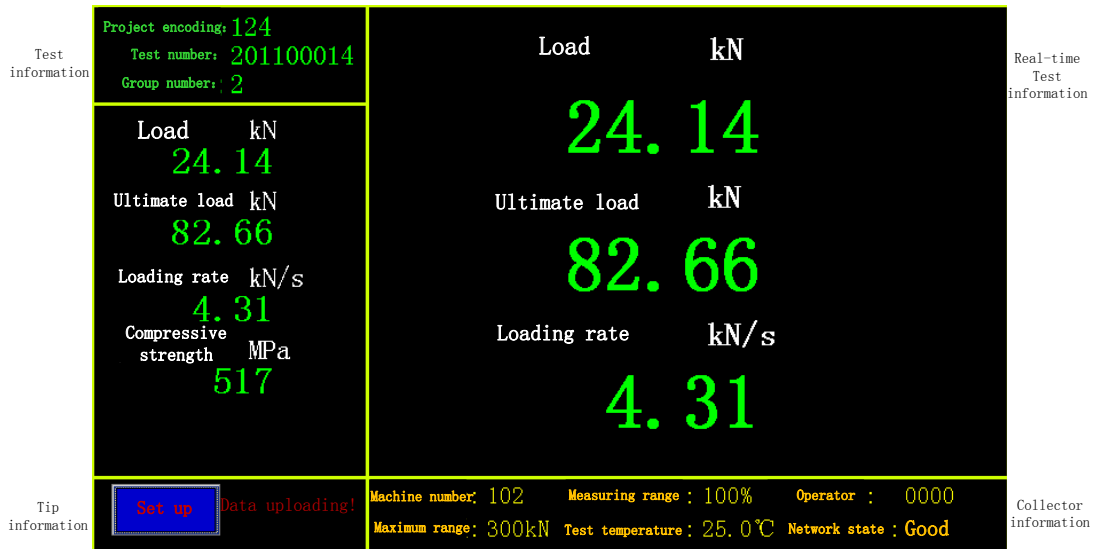 Test
information
Project encoding: 124
Test number: 201100014
Group number: 2
Load kN
24.14
Ultimate load kN
82.66
Loading rate kN/s
4.31
Compressive
strength MPa
517
Load kN
24.14
Ultimate load kN
82.66
Loading rate kN/s
4.31
Real-time
Test
information
Tip
information
Set up Data uploading!
Machine number: 102 Measuring range : 100% Operator : 0000
Maximum range: 300kN Test temperature : 25.0℃ Network state : Good
Collector
information